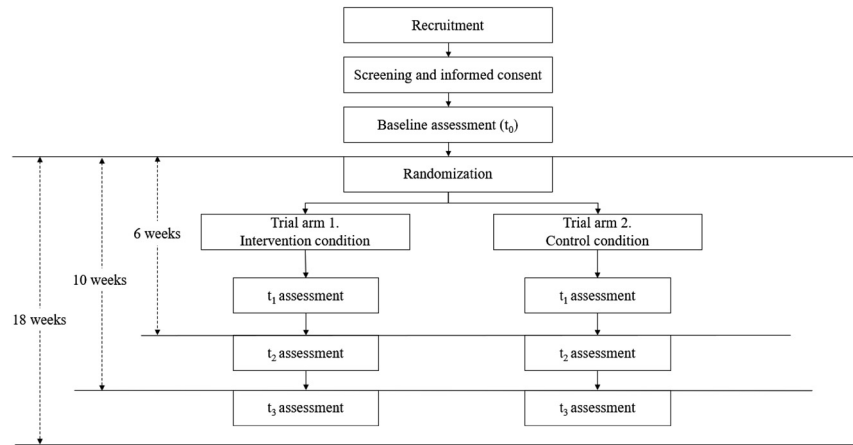 Recruitment
Screening and informed consent
Baseline assessment (t₀)
Randomization
Trial arm 1.
Intervention condition
Trial arm 2.
Control condition
6 weeks
10 weeks
18 weeks
t₁ assessment
t₁ assessment
t₂ assessment
t₂ assessment
t₃ assessment
t₃ assessment